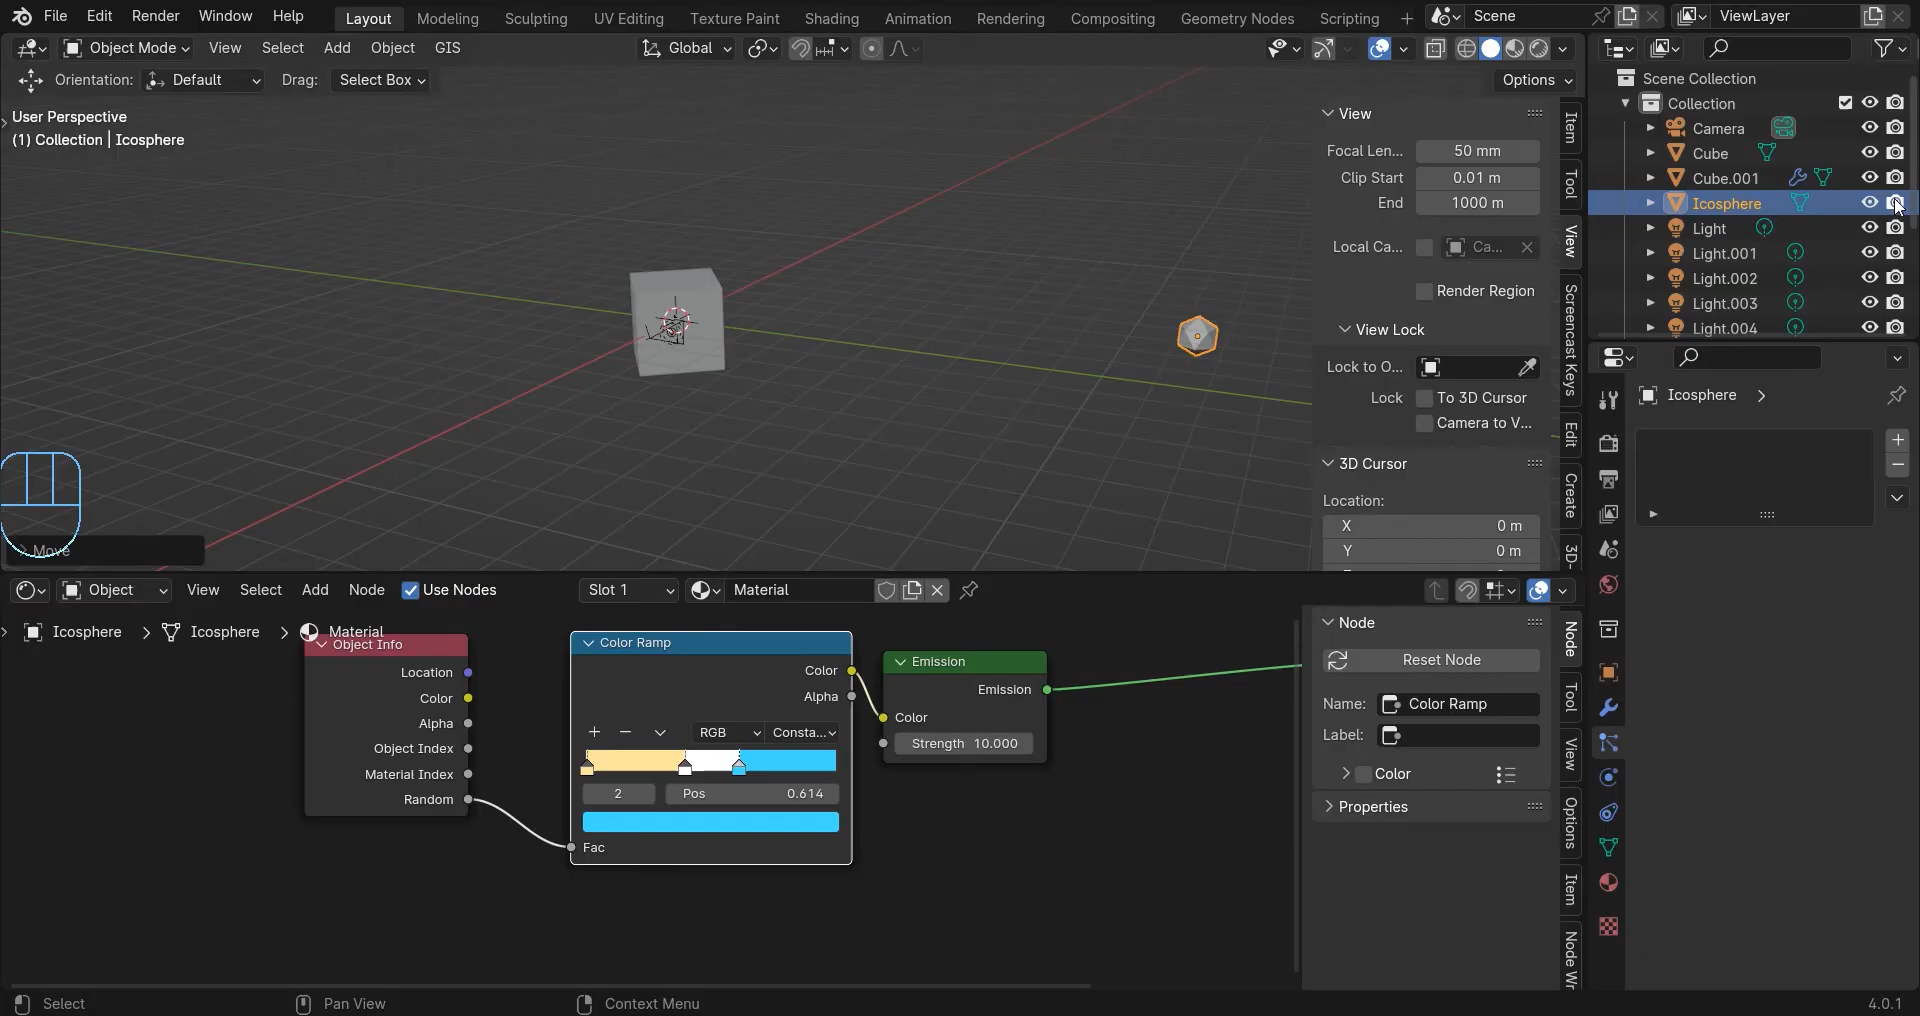 File Edit Render Window Help Layout Modeling Sculpting UV Editing Texture Paint Shading Animation Rendering Compositing Geometry Nodes Scripting + Scene ViewLayer
Object Mode View Select Add Object GIS Global
Orientation: Default Drag: Select Box Options
User Perspective
(1) Collection | Icosphere
View
Focal Len... 50 mm
Clip Start 0.01 m
End 1000 m
Local Ca... Ca...
Render Region
View Lock
Lock to O...
Lock To 3D Cursor
Camera to V...
3D Cursor
Location:
X 0 m
Y 0 m
Item
Tool
View
Screencast Keys
Edit
Create
3D-
Move
Scene Collection
Collection
Camera
Cube
Cube.001
Icosphere
Light
Light.001
Light.002
Light.003
Light.004
Icosphere >
Object View Select Add Node Use Nodes Slot 1 Material
Icosphere > Icosphere > Material
Object Info
Location
Color
Alpha
Object Index
Material Index
Random
Color Ramp
Color
Alpha
RGB Consta...
2 Pos 0.614
Fac
Emission
Emission
Color
Strength 10.000
Node
Reset Node
Name: Color Ramp
Label:
Color
Properties
Node
Tool
View
Options
Item
Node Wr
Select Pan View Context Menu 4.0.1